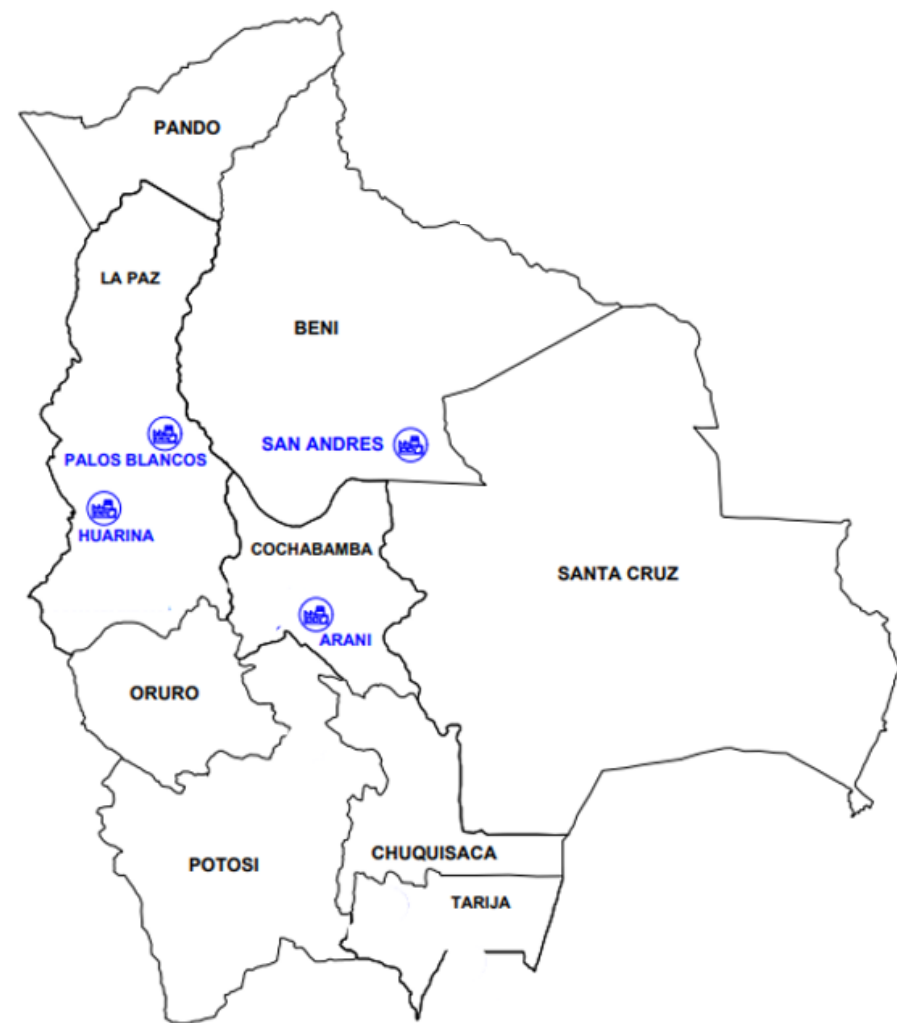 PANDO
LA PAZ
BENI
PALOS BLANCOS
SAN ANDRES
HUARINA
COCHABAMBA
SANTA CRUZ
ARANI
ORURO
POTOSI
CHUQUISACA
TARIJA